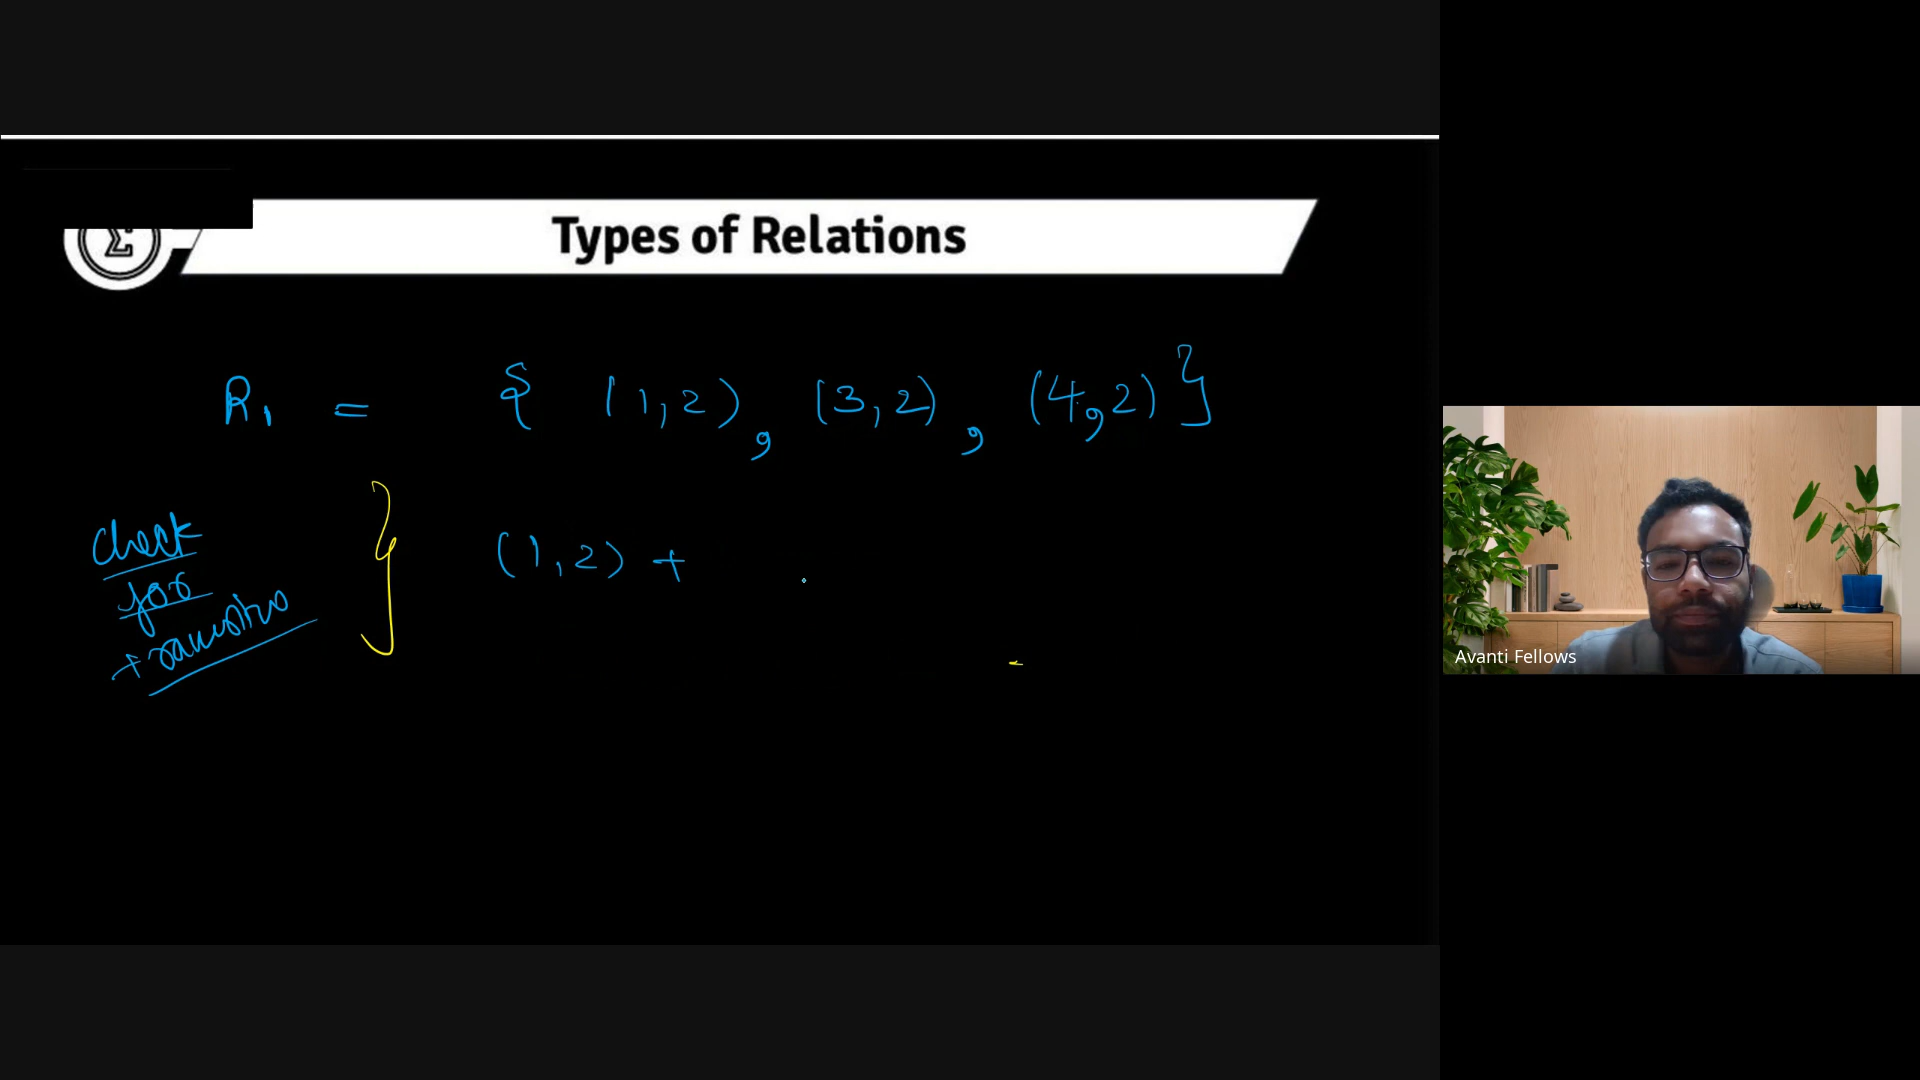 Types of Relations
R₁ = { (1,2), (3,2), (4,2) }
check
for
transitive
} (1,2) +
-
Avanti Fellows